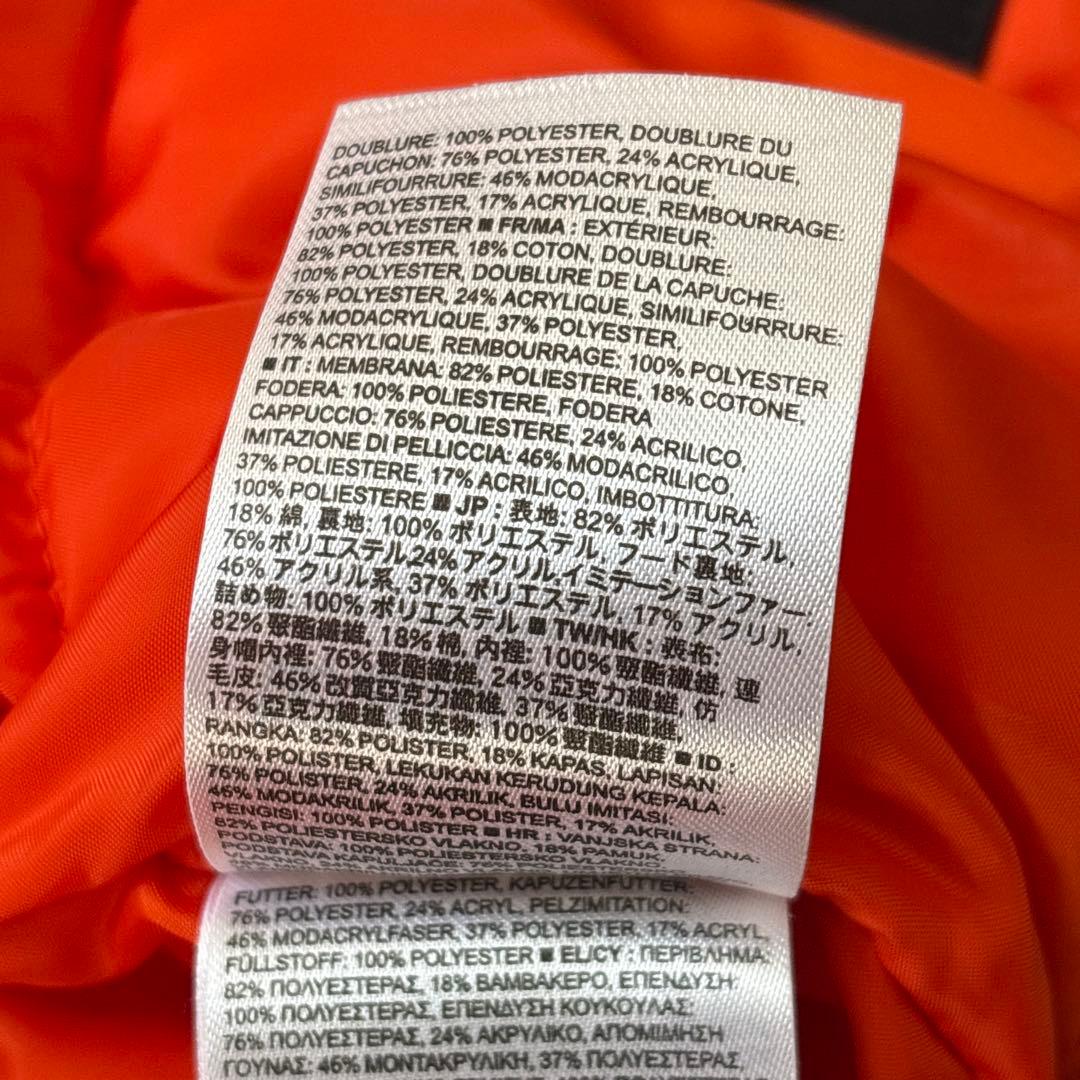 DOUBLURE: 100% POLYESTER, DOUBLURE DU
CAPUCHON: 76% POLYESTER, 24% ACRYLIQUE,
SIMILIFOURRURE: 46% MODACRYLIQUE,
37% POLYESTER, 17% ACRYLIQUE, REMBOURRAGE:
100% POLYESTER ■ FR/MA : EXTÉRIEUR:
82% POLYESTER, 18% COTON, DOUBLURE:
100% POLYESTER, DOUBLURE DE LA CAPUCHE:
76% POLYESTER, 24% ACRYLIQUE, SIMILIFOURRURE:
46% MODACRYLIQUE, 37% POLYESTER,
17% ACRYLIQUE, REMBOURRAGE: 100% POLYESTER
■ IT : MEMBRANA: 82% POLIESTERE, 18% COTONE,
FODERA: 100% POLIESTERE, FODERA
CAPPUCCIO: 76% POLIESTERE, 24% ACRILICO,
IMITAZIONE DI PELLICCIA: 46% MODACRILICO,
37% POLIESTERE, 17% ACRILICO, IMBOTTITURA:
100% POLIESTERE ■ JP : 表地: 82% ポリエステル,
18% 綿, 裏地: 100% ポリエステル, フード裏地:
76% ポリエステル24% アクリル,イミテーションファー:
46% アクリル系, 37% ポリエステル, 17% アクリル,
詰め物: 100% ポリエステル ■ TW/HK : 表布:
82% 聚酯纖維, 18% 綿, 內裡: 100% 聚酯纖維, 連
身帽內裡: 76% 聚酯纖維, 24% 亞克力纖維, 仿
毛皮: 46% 改質亞克力纖維, 37% 聚酯纖維,
17% 亞克力纖維, 填充物: 100% 聚酯纖維 ■ ID :
RANGKA: 82% POLISTER, 18% KAPAS, LAPISAN:
100% POLISTER, LEKUKAN KERUDUNG KEPALA:
76% POLISTER, 24% AKRILIK, BULU IMITASI:
46% MODAKRILIK, 37% POLISTER, 17% AKRILIK,
PENGISI: 100% POLISTER ■ HR : VANJSKA STRANA:
82% POLIESTERSKO VLAKNO, 18% PAMUK,
PODSTAVA: 100% POLIESTERSKO VLAKNO,
FUTTER: 100% POLYESTER, KAPUZENFUTTER:
76% POLYESTER, 24% ACRYL, PELZIMITATION:
46% MODACRYLFASER, 37% POLYESTER, 17% ACRYL,
FÜLLSTOFF: 100% POLYESTER ■ EL/CY : ΠΕΡΙΒΛΗΜΑ:
82% ΠΟΛΥΕΣΤΕΡΑΣ, 18% ΒΑΜΒΑΚΕΡΟ, ΕΠΕΝΔΥΣΗ:
100% ΠΟΛΥΕΣΤΕΡΑΣ, ΕΠΕΝΔΥΣΗ ΚΟΥΚΟΥΛΑΣ:
76% ΠΟΛΥΕΣΤΕΡΑΣ, 24% ΑΚΡΥΛΙΚΟ, ΑΠΟΜΙΜΗΣΗ
ΓΟΥΝΑΣ: 46% ΜΟΝΤΑΚΡΥΛΙΚΗ, 37% ΠΟΛΥΕΣΤΕΡΑΣ,